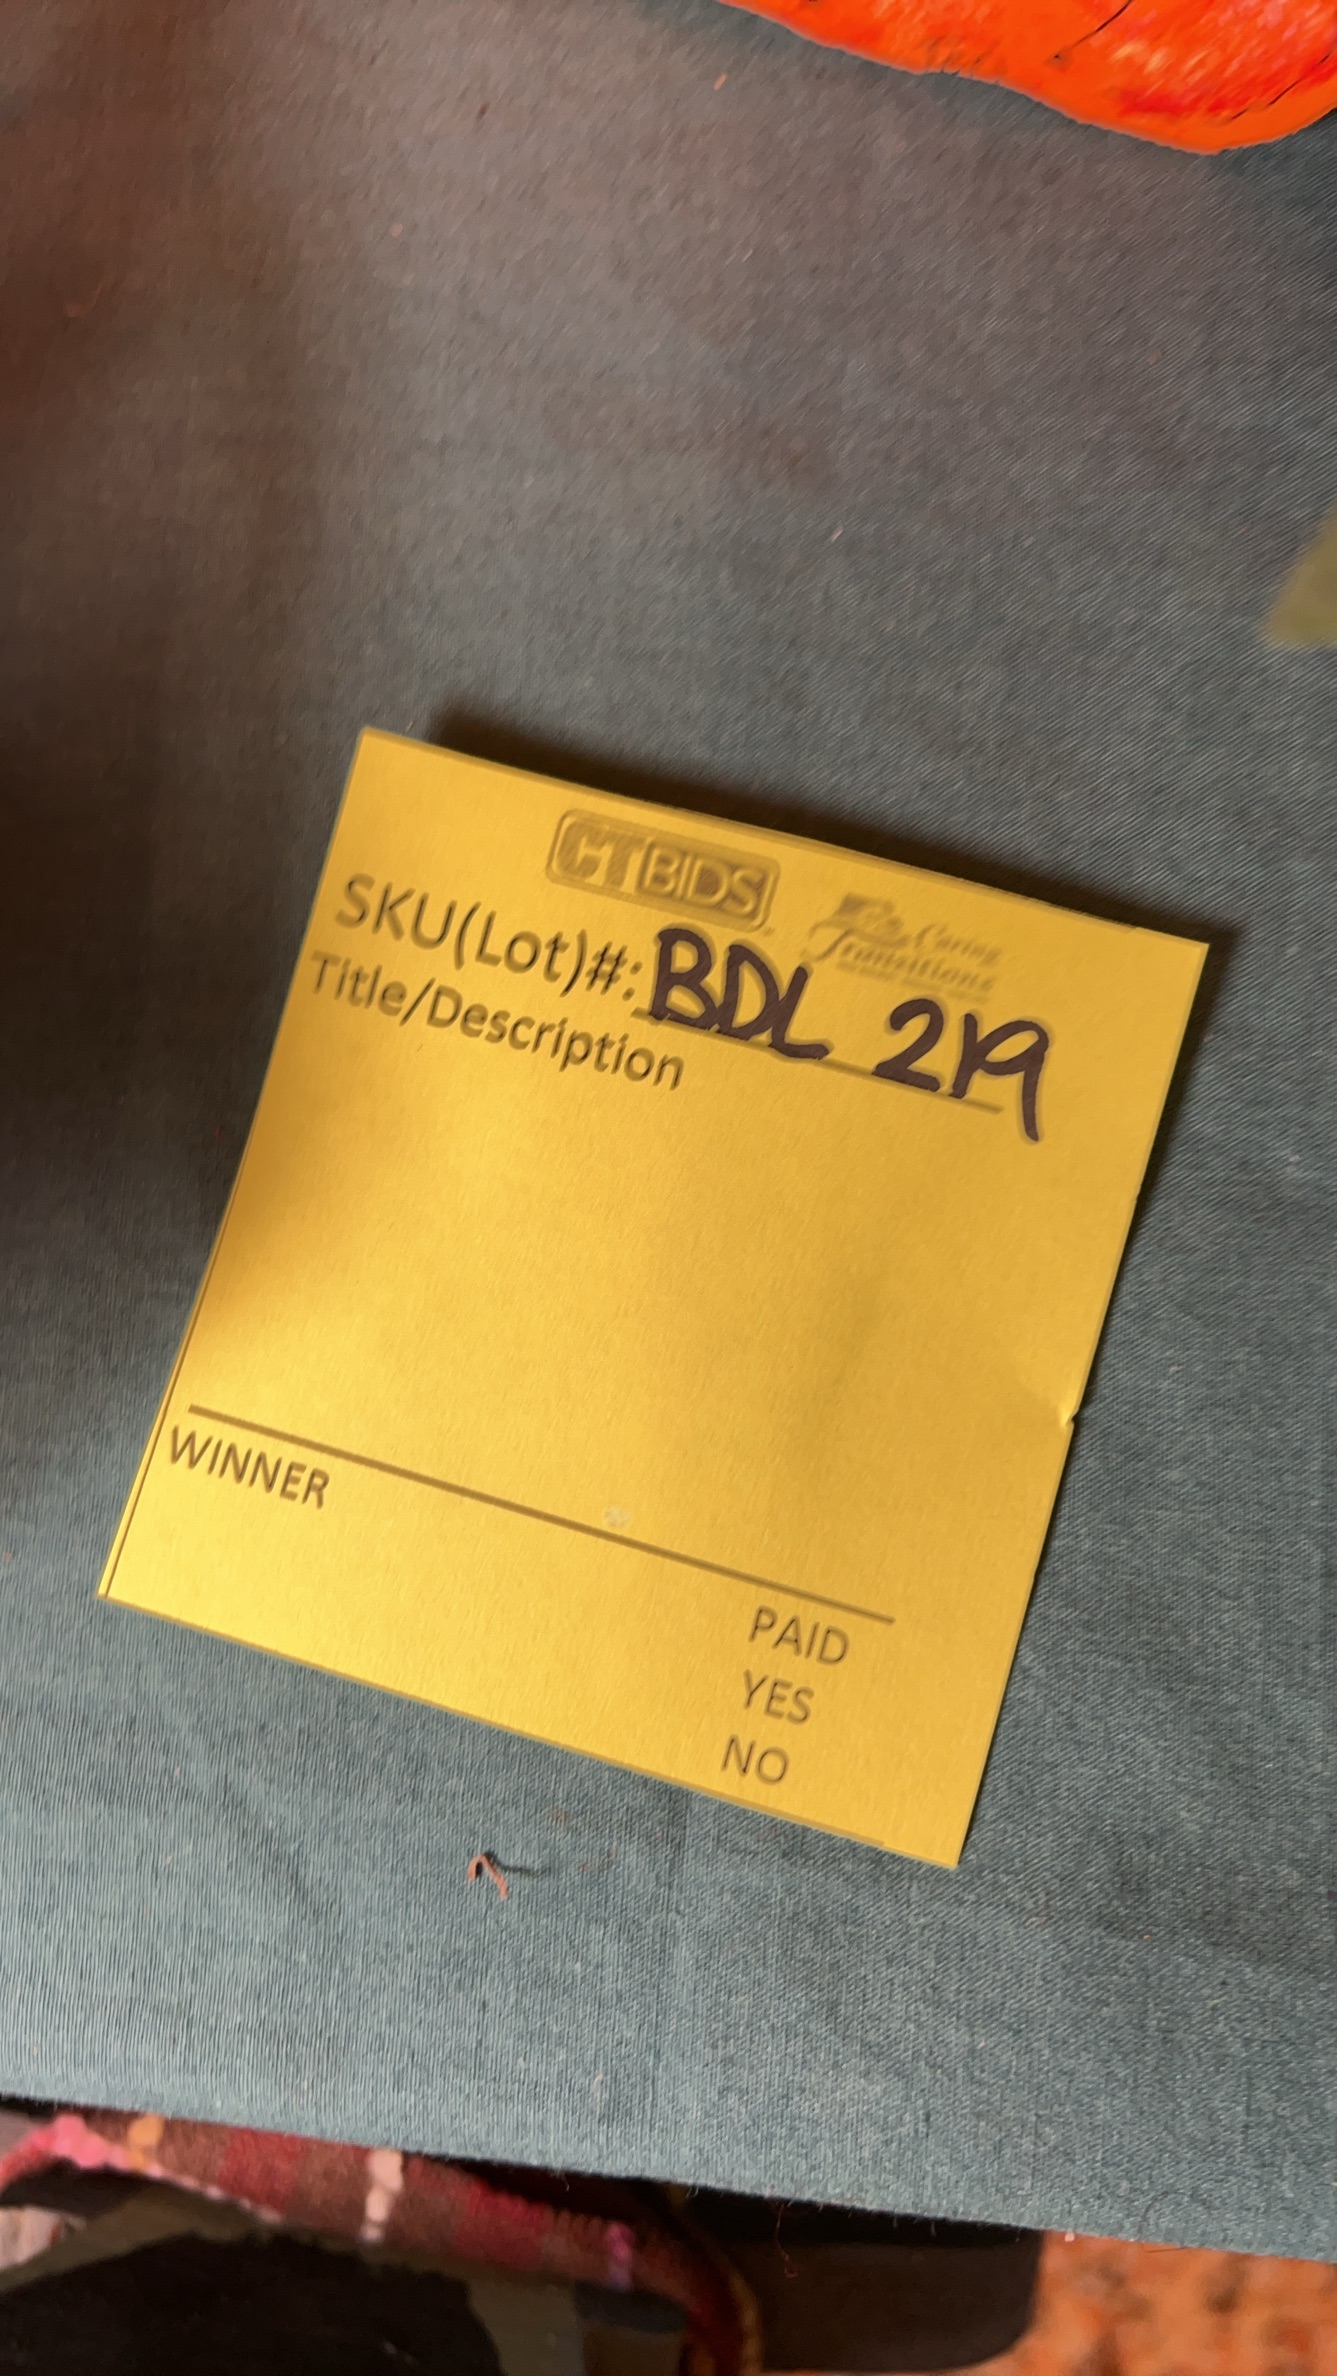 CTBIDS
Caring
Transitions
SKU(Lot)#: BDL 219
Title/Description
WINNER
PAID
YES
NO